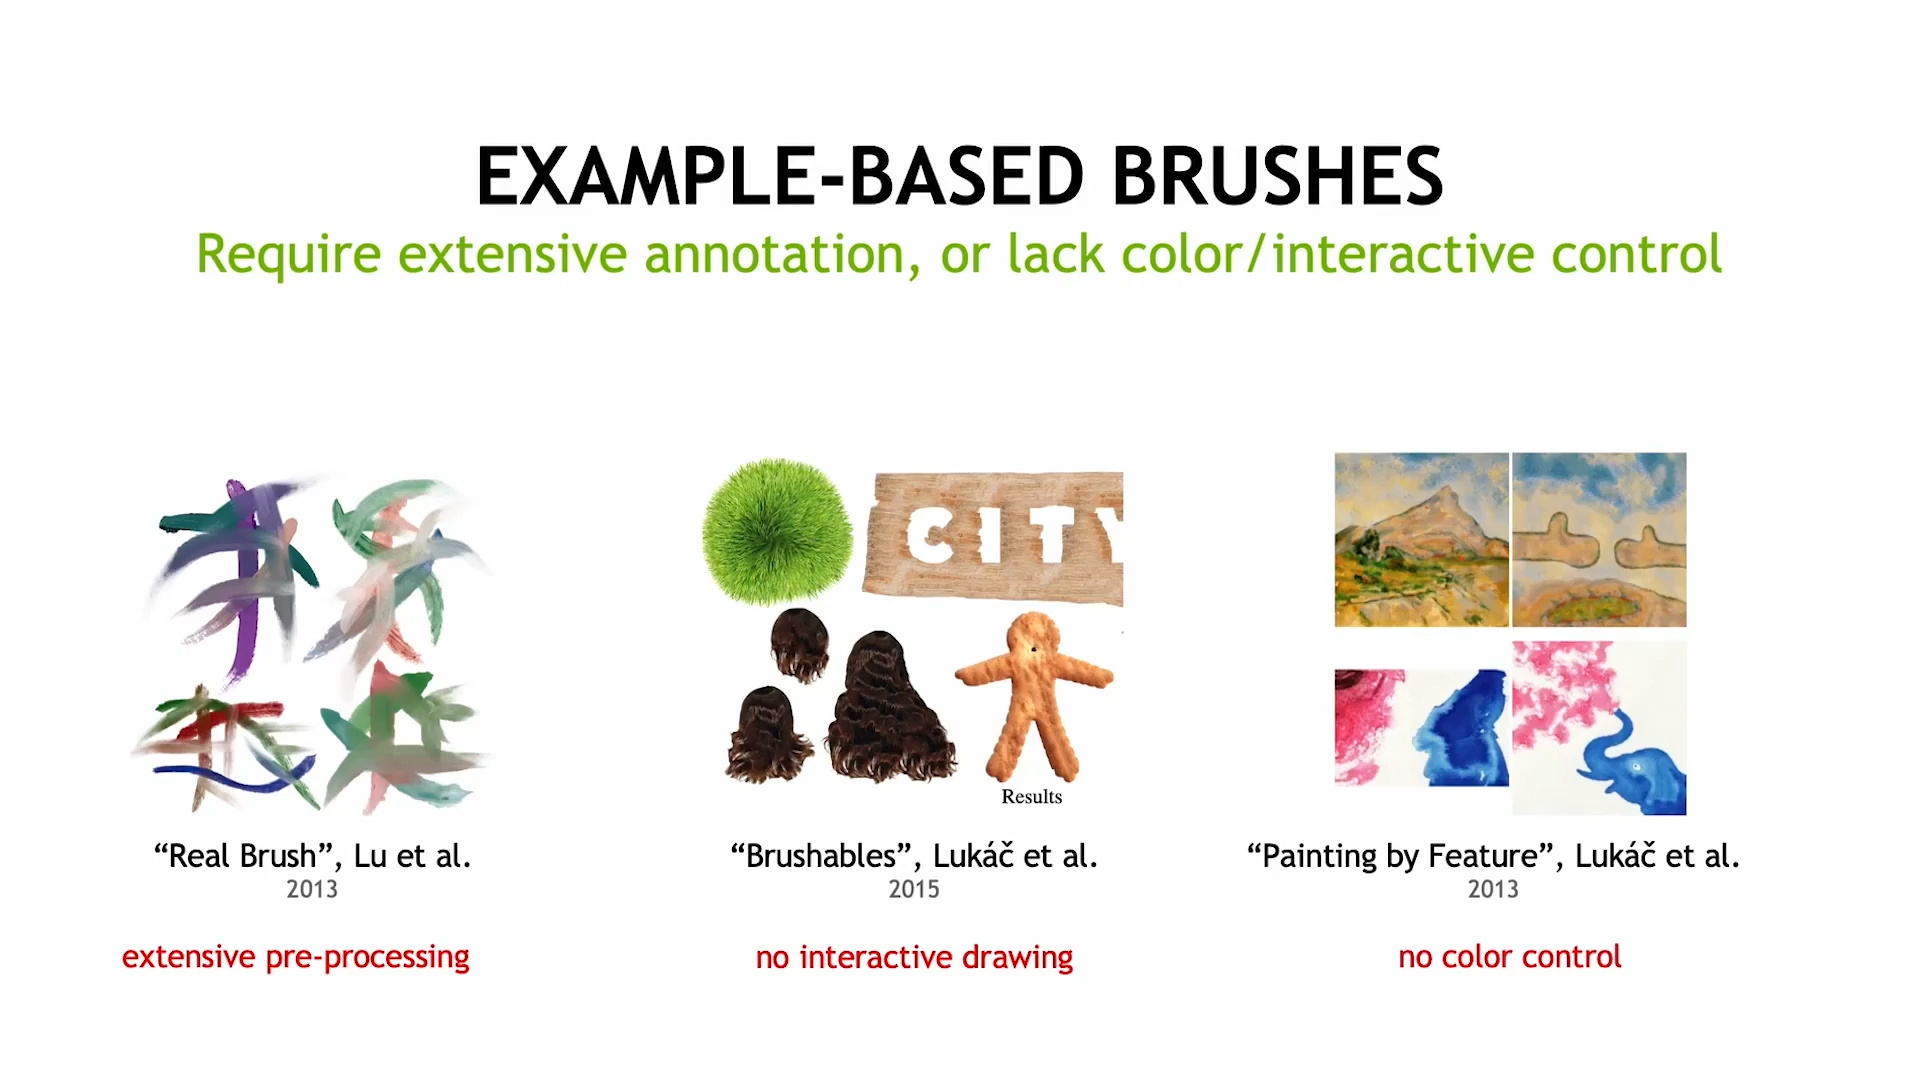 EXAMPLE-BASED BRUSHES
Require extensive annotation, or lack color/interactive control
CITY
Results
“Real Brush”, Lu et al.
2013
extensive pre-processing
“Brushables”, Lukáč et al.
2015
no interactive drawing
“Painting by Feature”, Lukáč et al.
2013
no color control